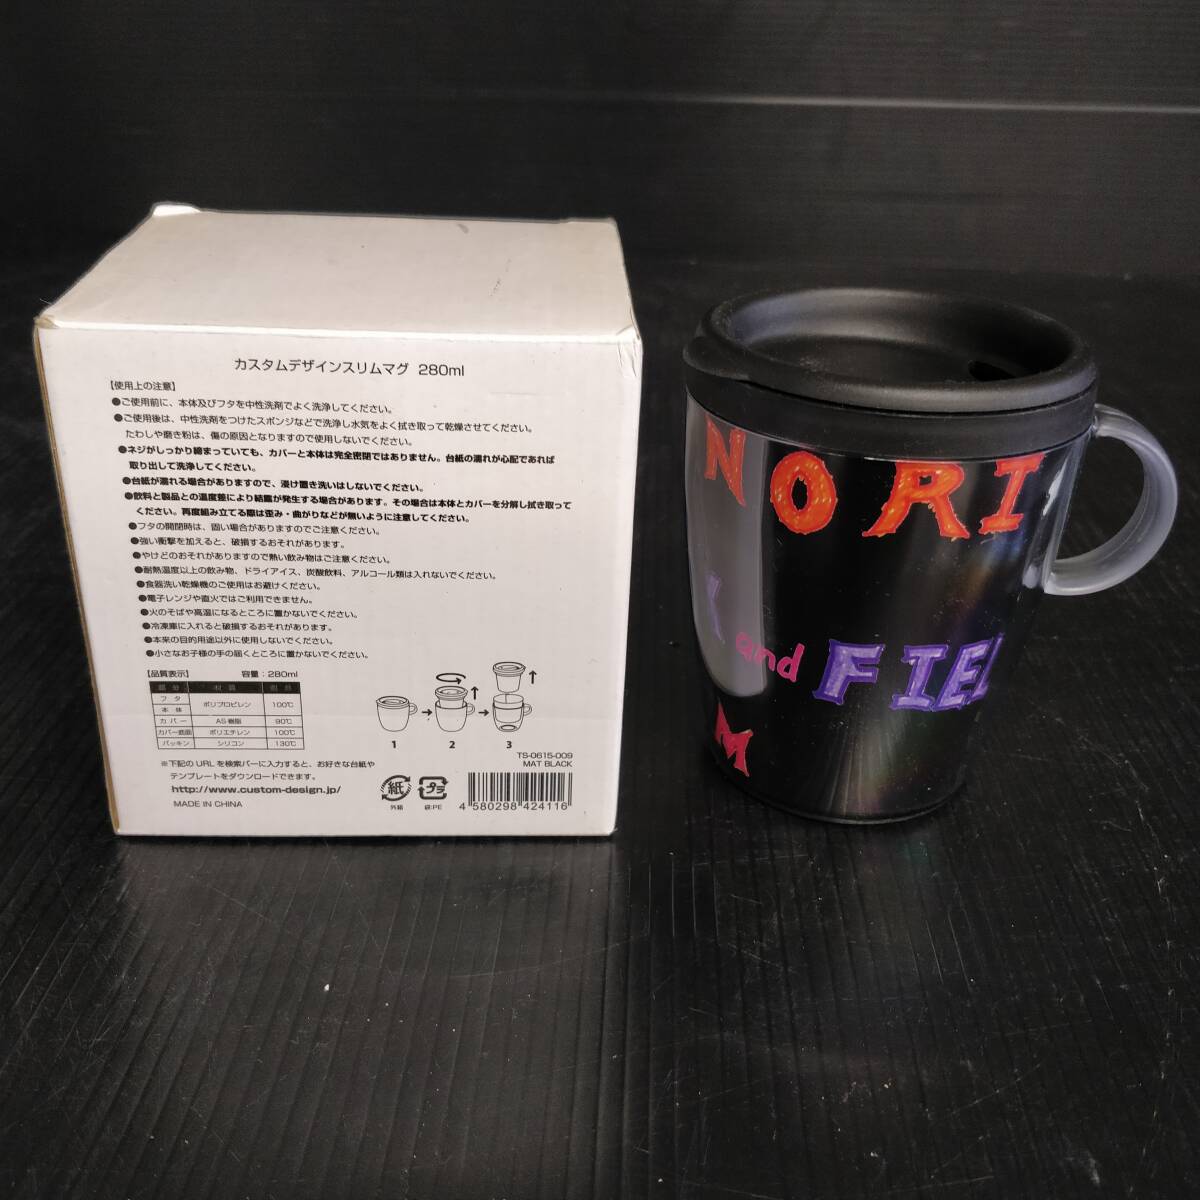 カスタムデザインスリムマグ 280ml
【使用上の注意】
●ご使用前に、本体及びフタを中性洗剤でよく洗浄してください。
●ご使用後は、中性洗剤をつけたスポンジなどで洗浄し水気をよく拭き取って乾燥させてください。
たわしや磨き粉は、傷の原因となりますので使用しないでください。
●ネジがしっかり締まっていても、カバーと本体は完全密閉ではありません。台紙の濡れが心配であれば
取り出して洗浄してください。
●台紙が濡れる場合がありますので、浸け置き洗いはしないでください。
●飲料と製品との温度差により結露が発生する場合があります。その場合は本体とカバーを分解し拭き取って
ください。再度組み立てる際は歪み・曲がりなどが無いように注意してください。
●フタの開閉時は、固い場合がありますのでご注意ください。
●強い衝撃を加えると、破損するおそれがあります。
●やけどのおそれがありますので熱い飲み物はご注意ください。
●耐熱温度以上の飲み物、ドライアイス、炭酸飲料、アルコール類は入れないでください。
●食器洗い乾燥機のご使用はお避けください。
●電子レンジや直火ではご利用できません。
●火のそばや高温になるところに置かないでください。
●冷凍庫に入れると破損するおそれがあります。
●本来の目的用途以外に使用しないでください。
●小さなお子様の手の届くところに置かないでください。
【品質表示】 容量：280ml
部 分 材 質
フ タ ポリプロピレン 100℃
本 体
カ バ ー AS樹脂 90℃
カバー底面 ポリエチレン 100℃
パッキン シリコン 130℃
1 2 3
※下記のURLを検索バーに入力すると、お好きな台紙や
テンプレートをダウンロードできます。
http://www.custom-design.jp/
MADE IN CHINA
TS-0615-009
MAT BLACK
紙 外箱
プラ 袋:PE
4 580298 424116
NORI
and FIEL
M